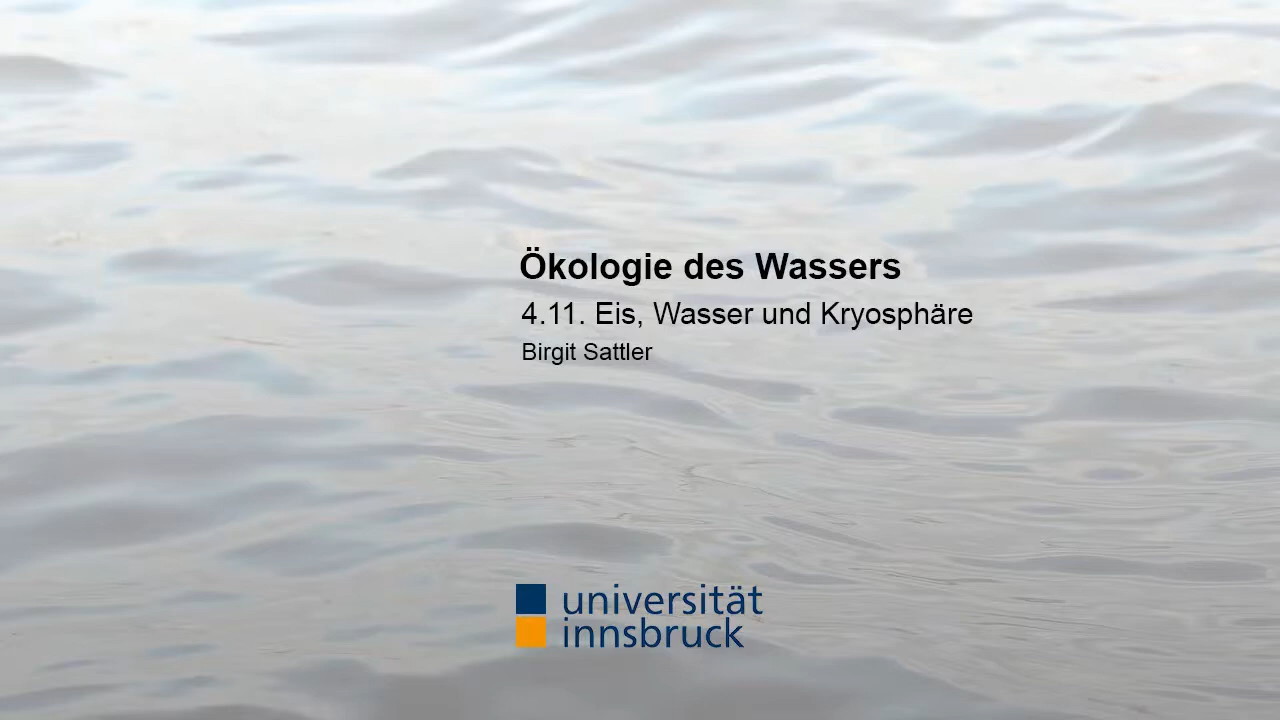 Ökologie des Wassers
4.11. Eis, Wasser und Kryosphäre
Birgit Sattler
universität
innsbruck